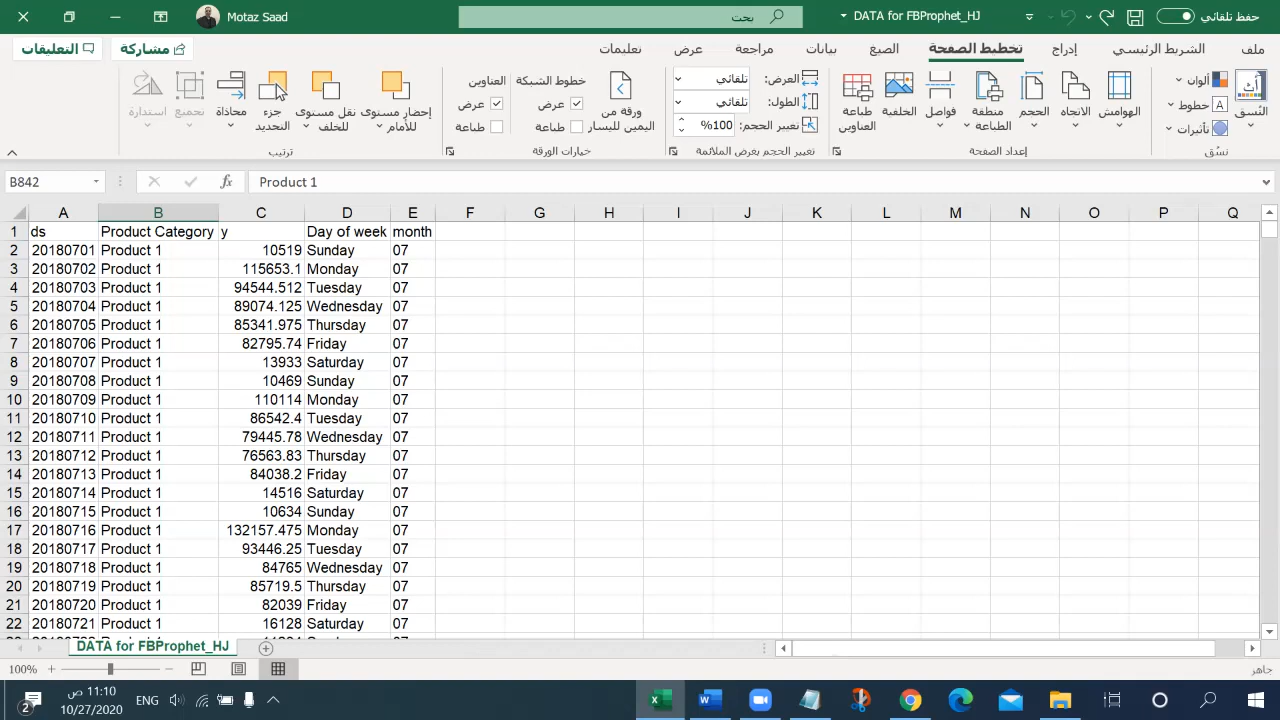 حفظ تلقائي
DATA for FBProphet_HJ
بحث
Motaz Saad
ملف
الشريط الرئيسي
إدراج
تخطيط الصفحة
الصيغ
بيانات
مراجعة
عرض
تعليمات
مشاركة
التعليقات
النسق
ألوان
خطوط
تأثيرات
نسُق
الهوامش
الاتجاه
الحجم
منطقة الطباعة
فواصل
الخلفية
طباعة العناوين
إعداد الصفحة
العرض: تلقائي
الطول: تلقائي
تغيير الحجم: %100
تغيير الحجم بغرض الملائمة
ورقة من اليمين لليسار
خطوط الشبكة
عرض
طباعة
العناوين
عرض
طباعة
خيارات الورقة
إحضار مستوى للأمام
نقل مستوى للخلف
جزء التحديد
محاذاة
تجميع
استدارة
ترتيب
B842
fx
Product 1
A B C D E F G H I J K L M N O P Q
1 ds Product Category y Day of week month
2 20180701 Product 1 10519 Sunday 07
3 20180702 Product 1 115653.1 Monday 07
4 20180703 Product 1 94544.512 Tuesday 07
5 20180704 Product 1 89074.125 Wednesday 07
6 20180705 Product 1 85341.975 Thursday 07
7 20180706 Product 1 82795.74 Friday 07
8 20180707 Product 1 13933 Saturday 07
9 20180708 Product 1 10469 Sunday 07
10 20180709 Product 1 110114 Monday 07
11 20180710 Product 1 86542.4 Tuesday 07
12 20180711 Product 1 79445.78 Wednesday 07
13 20180712 Product 1 76563.83 Thursday 07
14 20180713 Product 1 84038.2 Friday 07
15 20180714 Product 1 14516 Saturday 07
16 20180715 Product 1 10634 Sunday 07
17 20180716 Product 1 132157.475 Monday 07
18 20180717 Product 1 93446.25 Tuesday 07
19 20180718 Product 1 84765 Wednesday 07
20 20180719 Product 1 85719.5 Thursday 07
21 20180720 Product 1 82039 Friday 07
22 20180721 Product 1 16128 Saturday 07
DATA for FBProphet_HJ
100%
جاهز
2
11:10 ص
10/27/2020
ENG